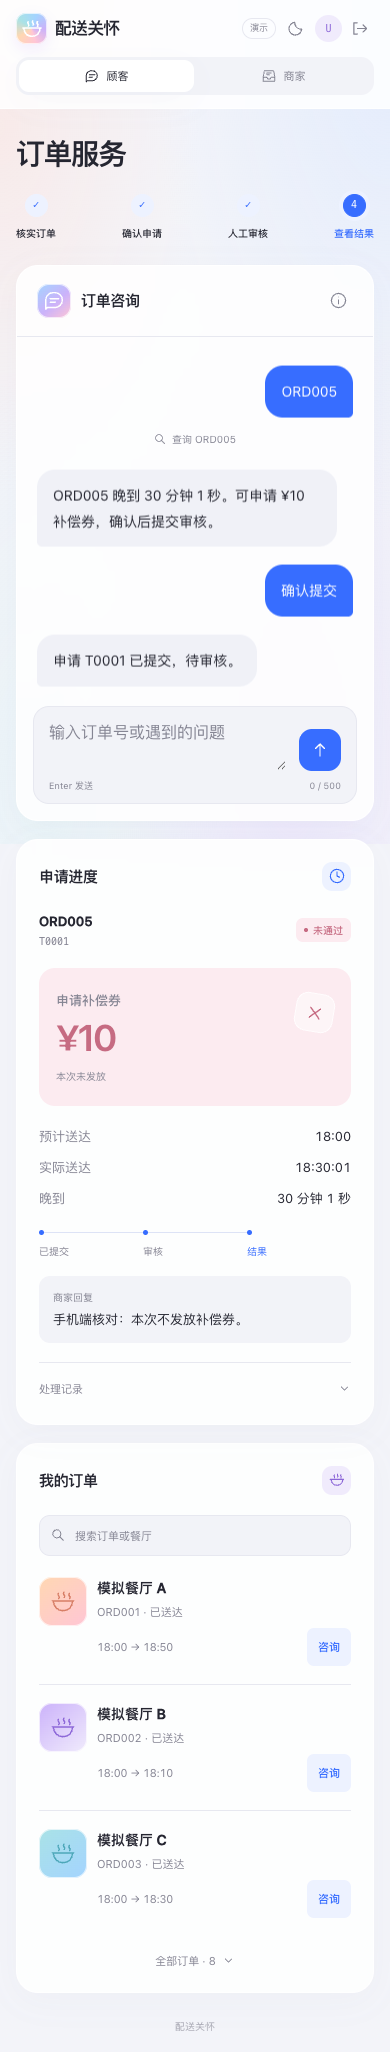 配送关怀
演示
U
顾客
商家
订单服务
✓
✓
✓
4
核实订单
确认申请
人工审核
查看结果
订单咨询
ORD005
查询 ORD005
ORD005 晚到 30 分钟 1 秒。可申请 ¥10
补偿券，确认后提交审核。
确认提交
申请 T0001 已提交，待审核。
输入订单号或遇到的问题
Enter 发送
0 / 500
申请进度
ORD005
T0001
未通过
申请补偿券
¥10
本次未发放
预计送达
18:00
实际送达
18:30:01
晚到
30 分钟 1 秒
已提交
审核
结果
商家回复
手机端核对：本次不发放补偿券。
处理记录
我的订单
搜索订单或餐厅
模拟餐厅 A
ORD001 · 已送达
18:00 → 18:50
咨询
模拟餐厅 B
ORD002 · 已送达
18:00 → 18:10
咨询
模拟餐厅 C
ORD003 · 已送达
18:00 → 18:30
咨询
全部订单 · 8
配送关怀